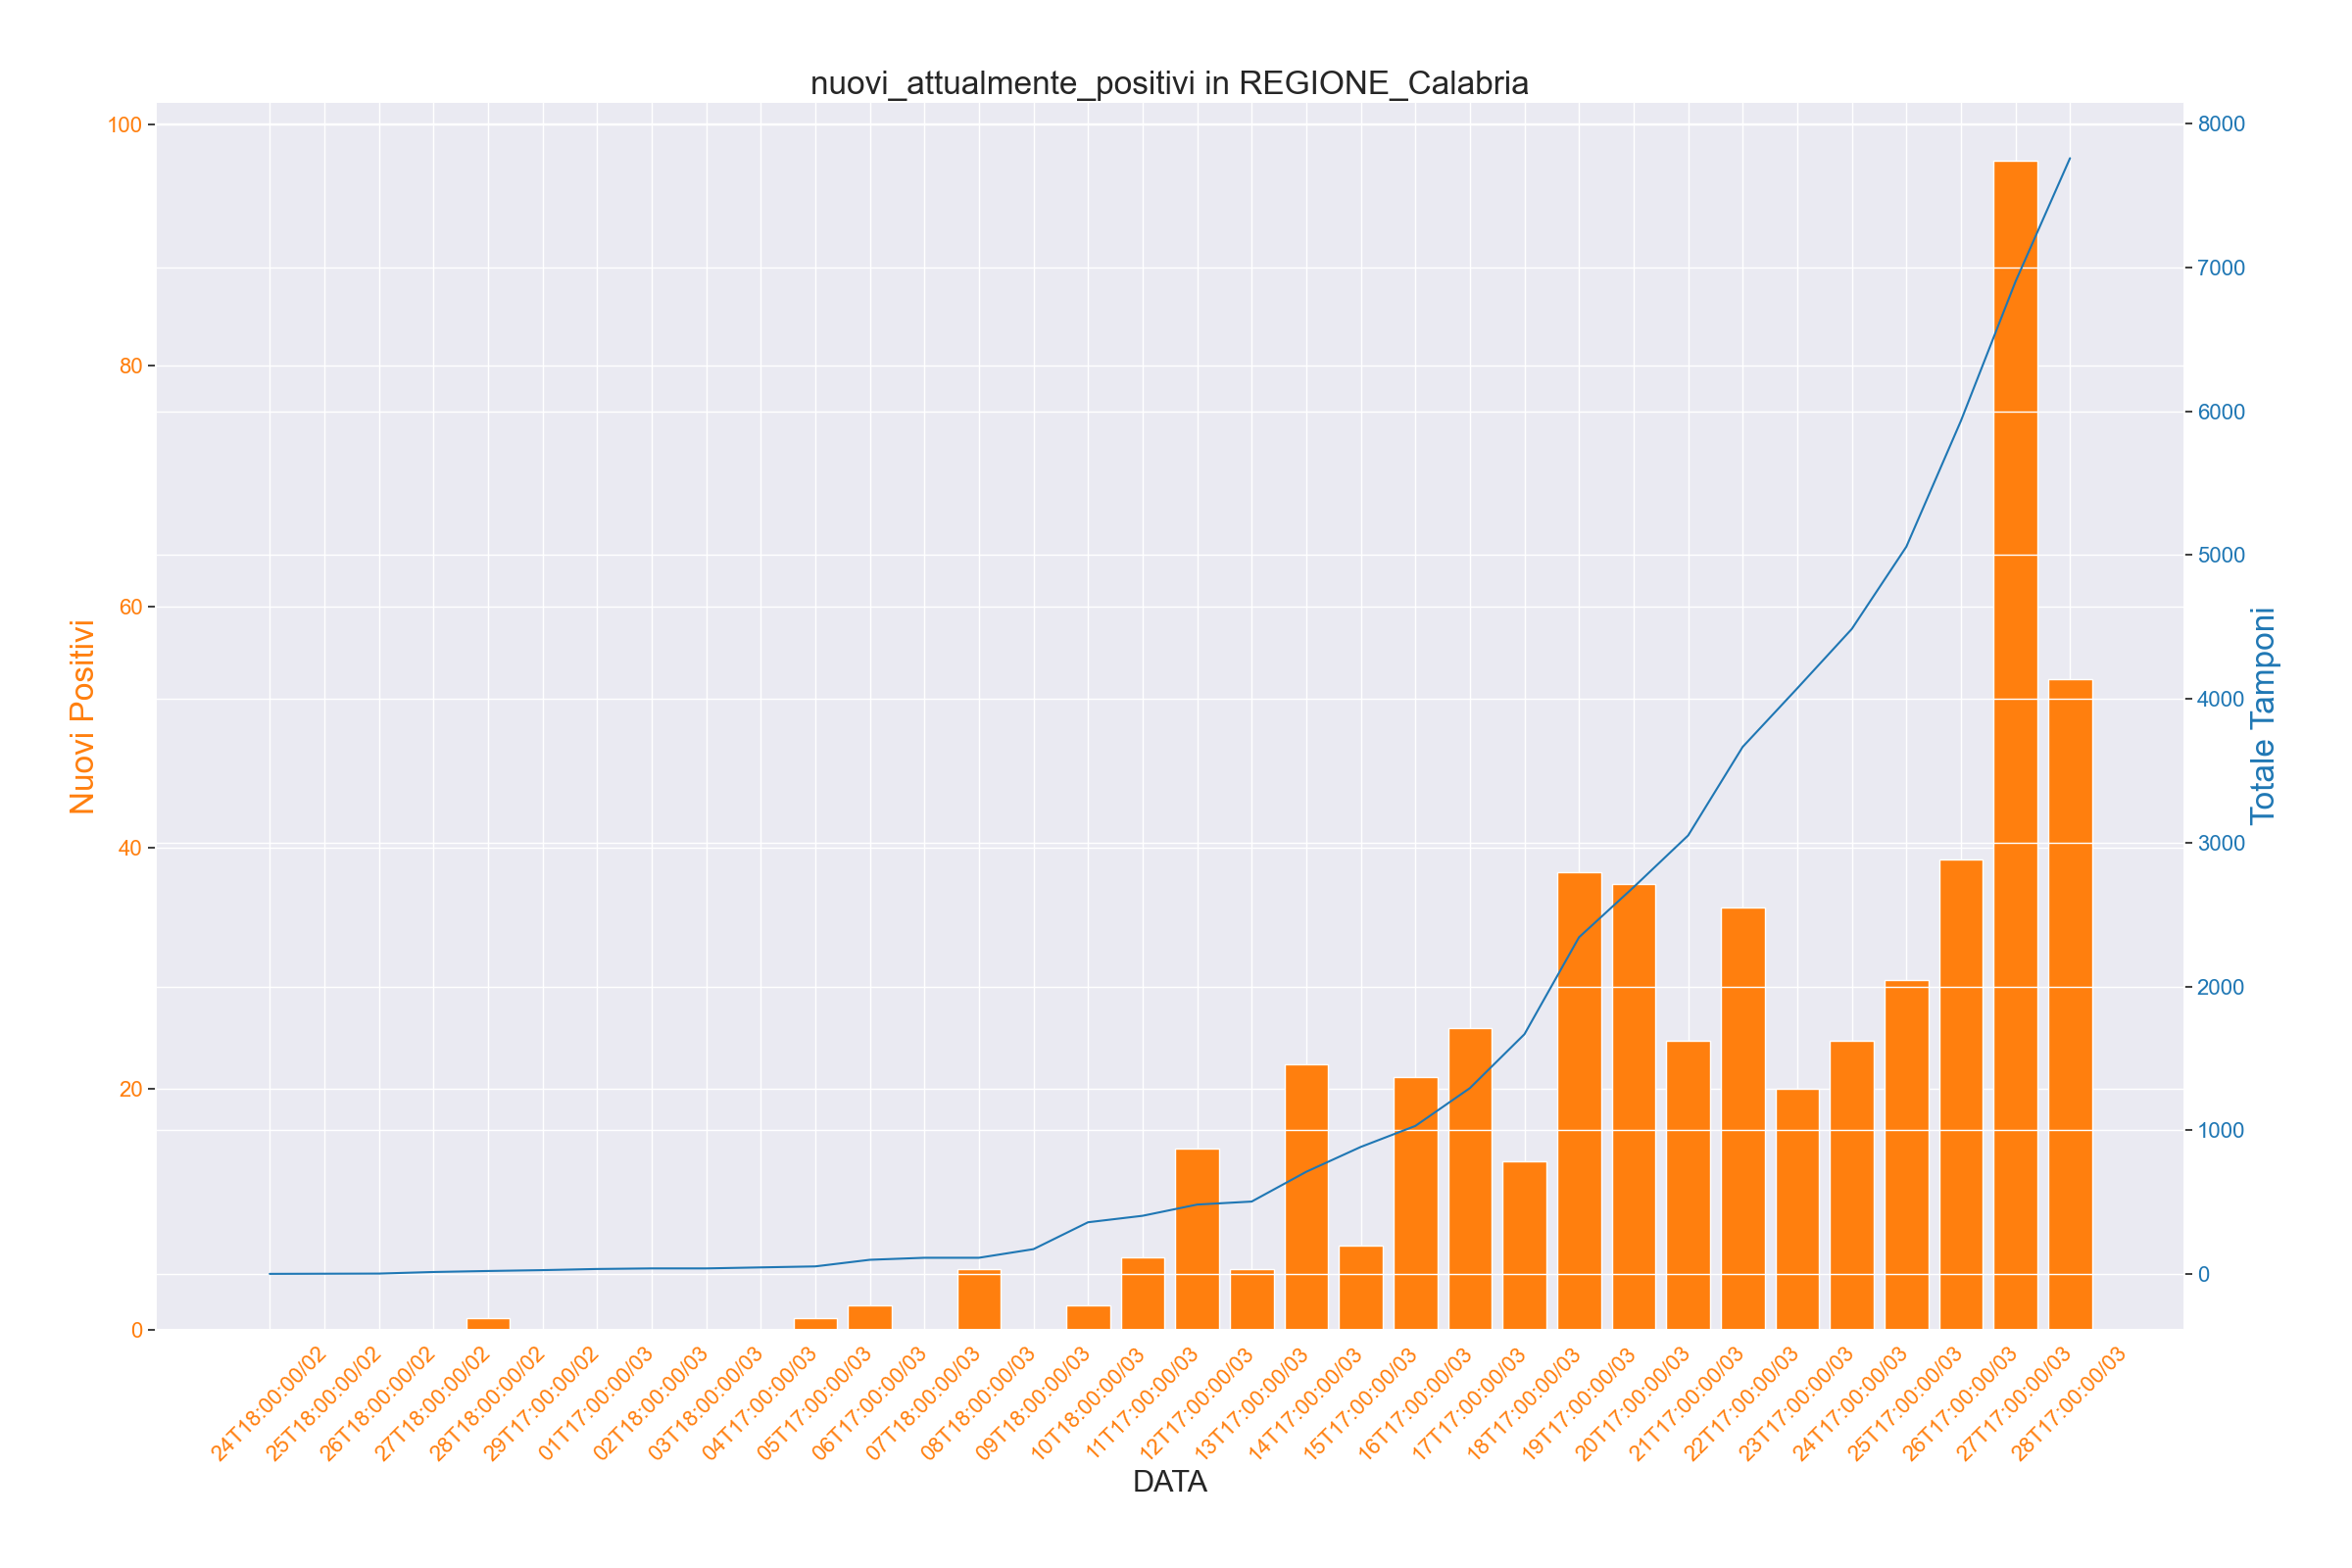 nuovi_attualmente_positivi in REGIONE_Calabria
Nuovi Positivi
100
80
60
40
20
0
Totale Tamponi
8000
7000
6000
5000
4000
3000
2000
1000
0
24T18:00:00/02
25T18:00:00/02
26T18:00:00/02
27T18:00:00/02
28T18:00:00/02
29T17:00:00/02
01T17:00:00/03
02T18:00:00/03
03T18:00:00/03
04T17:00:00/03
05T17:00:00/03
06T17:00:00/03
07T18:00:00/03
08T18:00:00/03
09T18:00:00/03
10T18:00:00/03
11T17:00:00/03
12T17:00:00/03
13T17:00:00/03
14T17:00:00/03
15T17:00:00/03
16T17:00:00/03
17T17:00:00/03
18T17:00:00/03
19T17:00:00/03
20T17:00:00/03
21T17:00:00/03
22T17:00:00/03
23T17:00:00/03
24T17:00:00/03
25T17:00:00/03
26T17:00:00/03
27T17:00:00/03
28T17:00:00/03
DATA